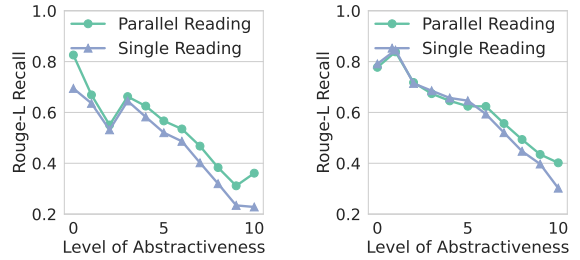 1.0
0.8
0.6
0.4
0.2
Rouge-L Recall
Parallel Reading
Single Reading
0 5 10
Level of Abstractiveness
1.0
0.8
0.6
0.4
0.2
Rouge-L Recall
Parallel Reading
Single Reading
0 5 10
Level of Abstractiveness